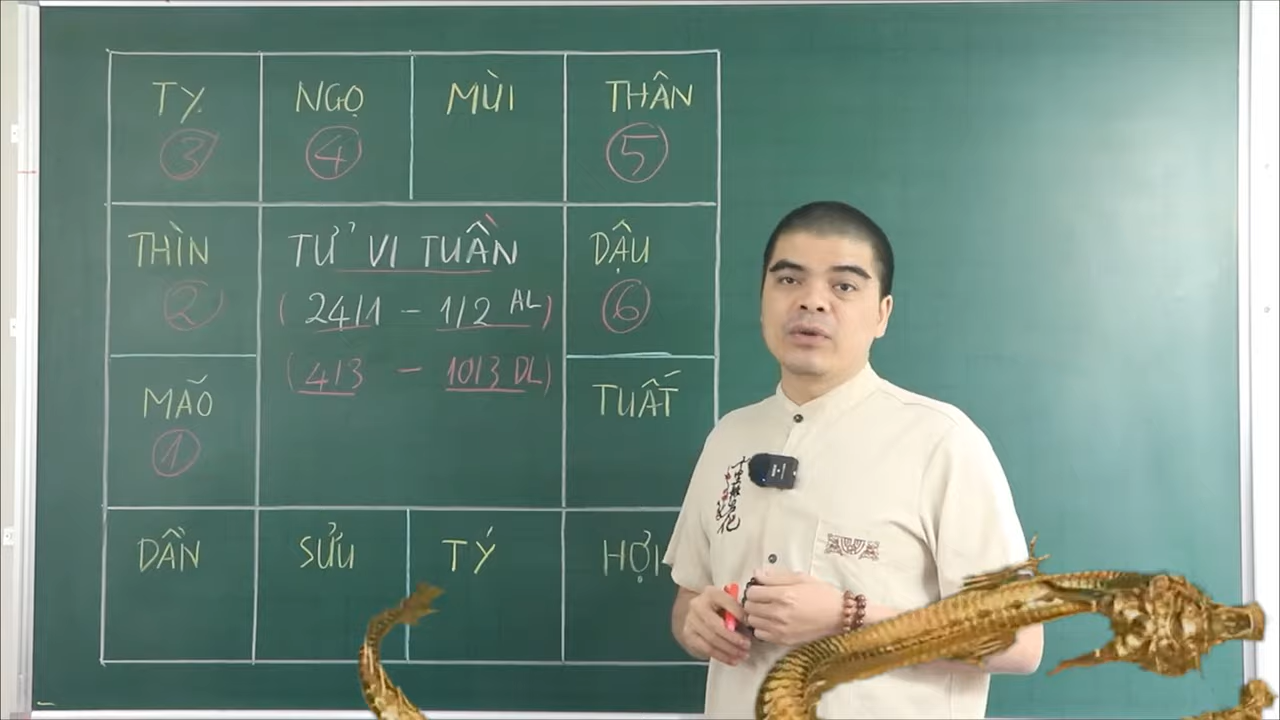 TỴ
③
NGỌ
④
MÙI
THÂN
⑤
THÌN
②
TỬ VI TUẦN
(24/1 - 1/2 AL)
(4/3 - 10/3 DL)
DẬU
⑥
MÃO
①
TUẤT
DẦN
SỬU
TÝ
HỢI